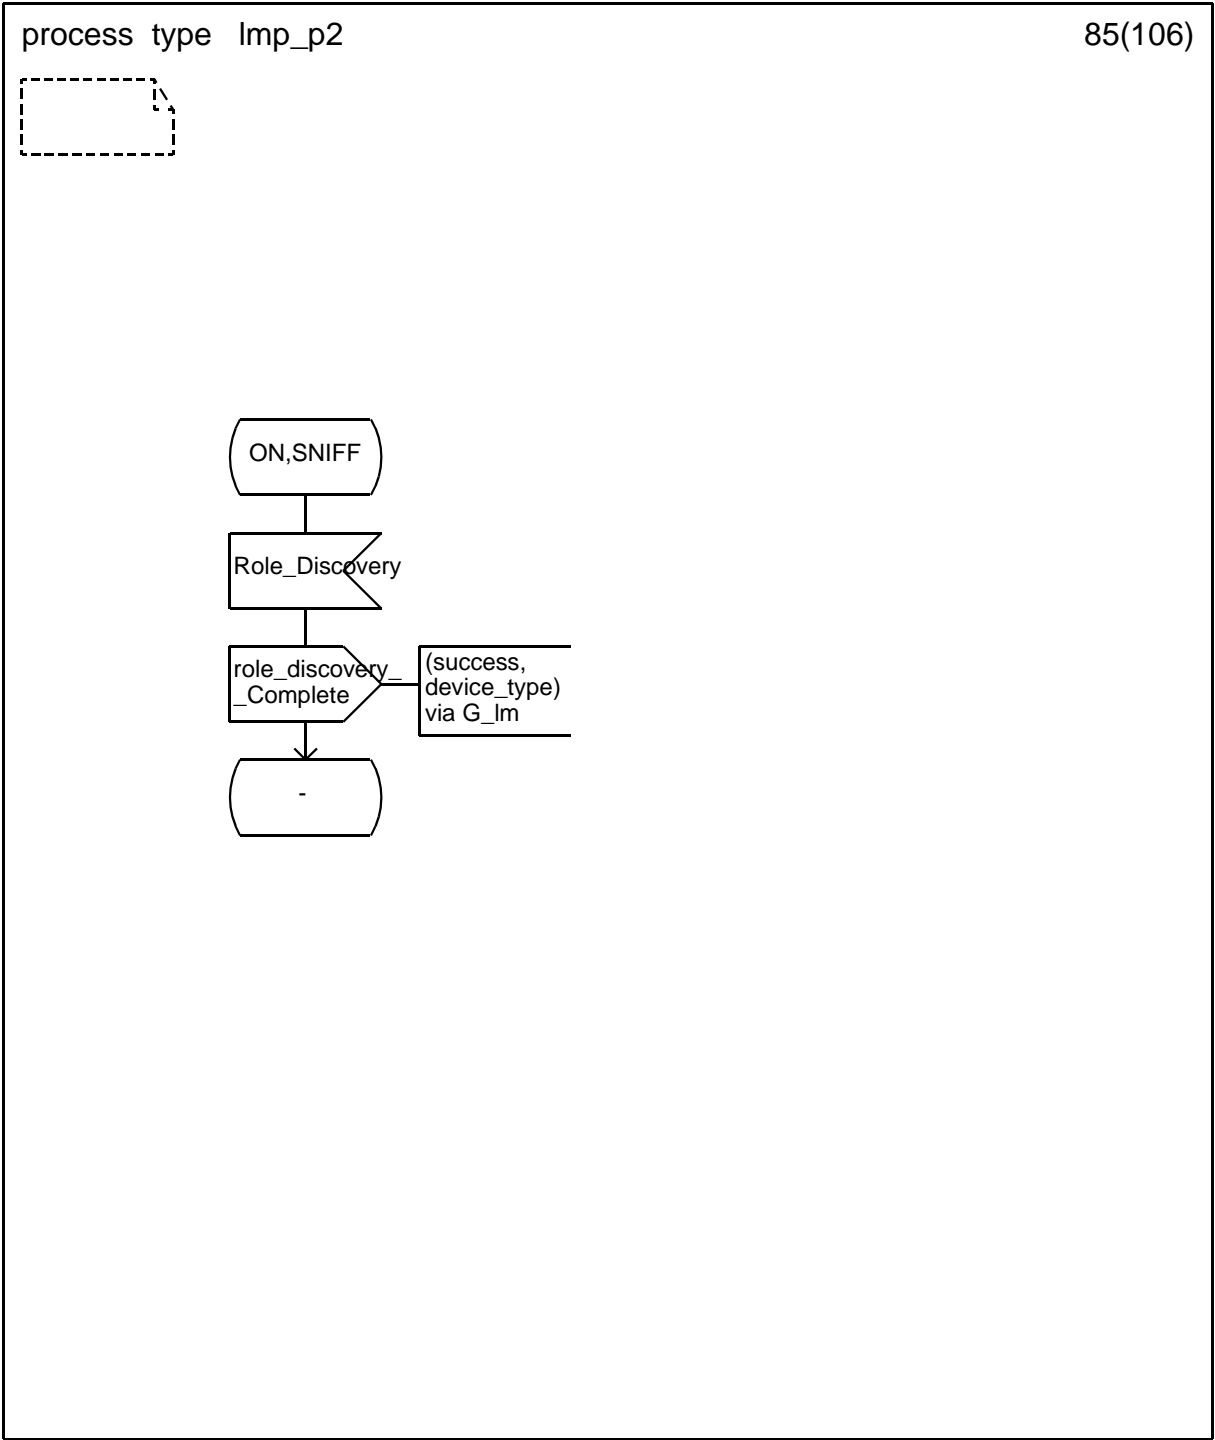 process type lmp_p2
85(106)
ON,SNIFF
Role_Discovery
role_discovery_
_Complete
(success,
device_type)
via G_lm
-